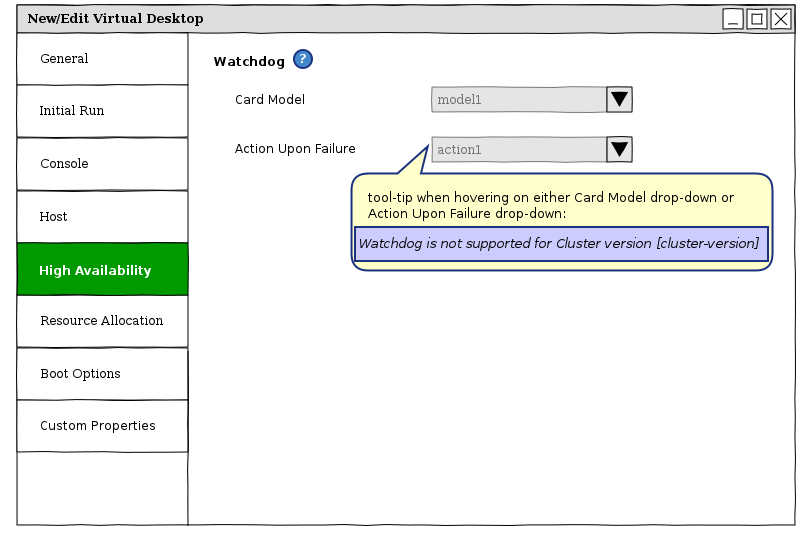 New/Edit Virtual Desktop
General
Initial Run
Console
Host
High Availability
Resource Allocation
Boot Options
Custom Properties
Watchdog ?
Card Model model1
Action Upon Failure action1
tool-tip when hovering on either Card Model drop-down or
Action Upon Failure drop-down:
Watchdog is not supported for Cluster version [cluster-version]